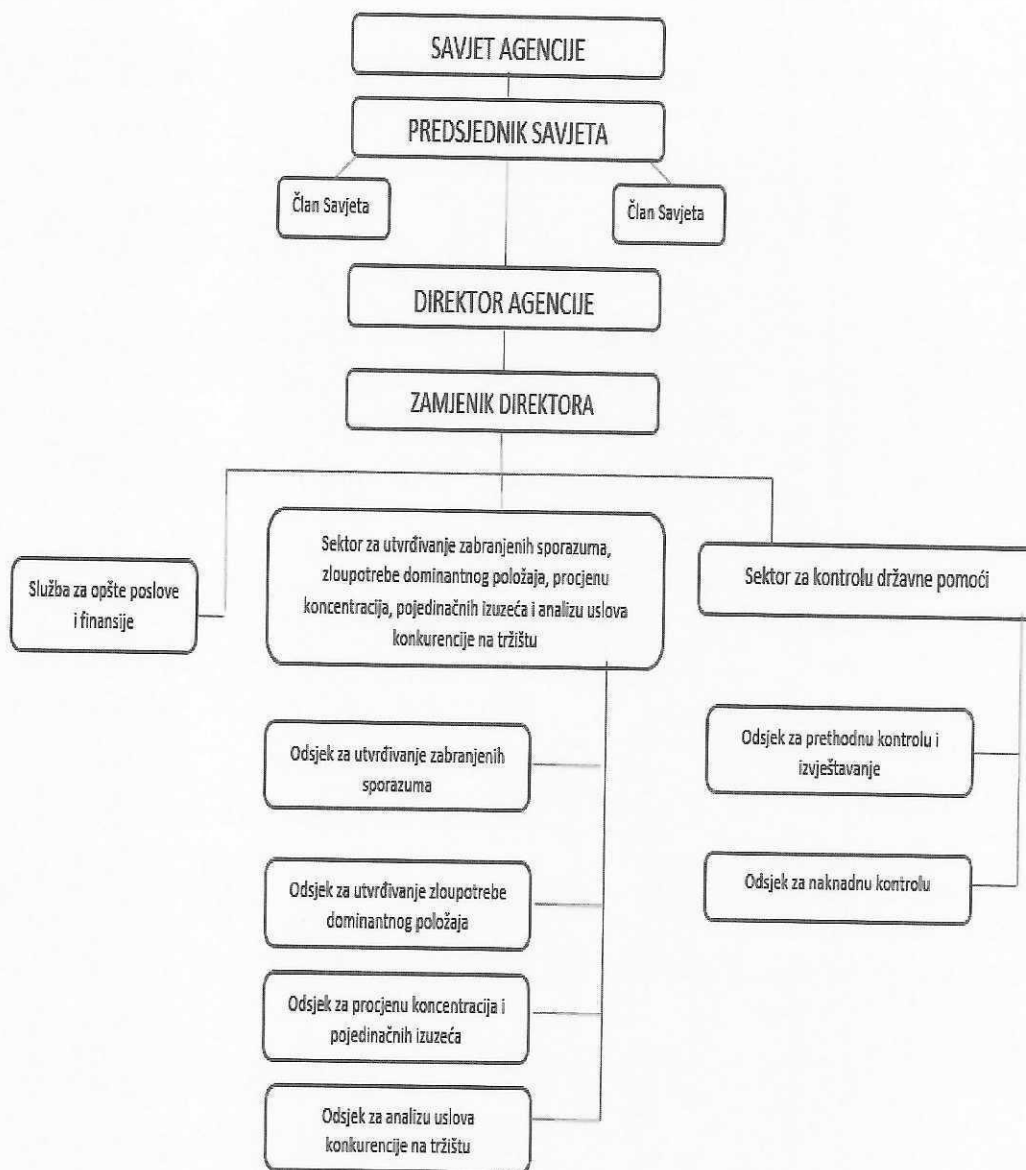 SAVJET AGENCIJE
PREDSJEDNIK SAVJETA
Član Savjeta
Član Savjeta
DIREKTOR AGENCIJE
ZAMJENIK DIREKTORA
Služba za opšte poslove
i finansije
Sektor za utvrđivanje zabranjenih sporazuma,
zloupotrebe dominantnog položaja, procjenu
koncentracija, pojedinačnih izuzeća i analizu uslova
konkurencije na tržištu
Sektor za kontrolu državne pomoći
Odsjek za utvrđivanje zabranjenih
sporazuma
Odsjek za utvrđivanje zloupotrebe
dominantnog položaja
Odsjek za procjenu koncentracija i
pojedinačnih izuzeća
Odsjek za analizu uslova
konkurencije na tržištu
Odsjek za prethodnu kontrolu i
izvještavanje
Odsjek za naknadnu kontrolu